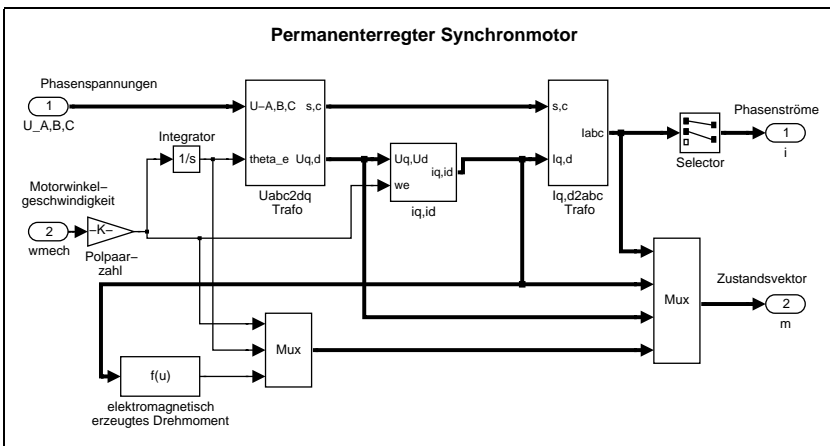 Permanenterregter Synchronmotor
Phasenspannungen
1
U_A,B,C
U−A,B,C
s,c
theta_e
Uq,d
Uabc2dq
Trafo
Integrator
1/s
Motorwinkel−
geschwindigkeit
2
wmech
−K−
Polpaar−
zahl
Uq,Ud
iq,id
we
iq,id
s,c
Iabc
Iq,d
Iq,d2abc
Trafo
Selector
Phasenströme
1
i
Mux
Zustandsvektor
2
m
Mux
f(u)
elektromagnetisch
erzeugtes Drehmoment